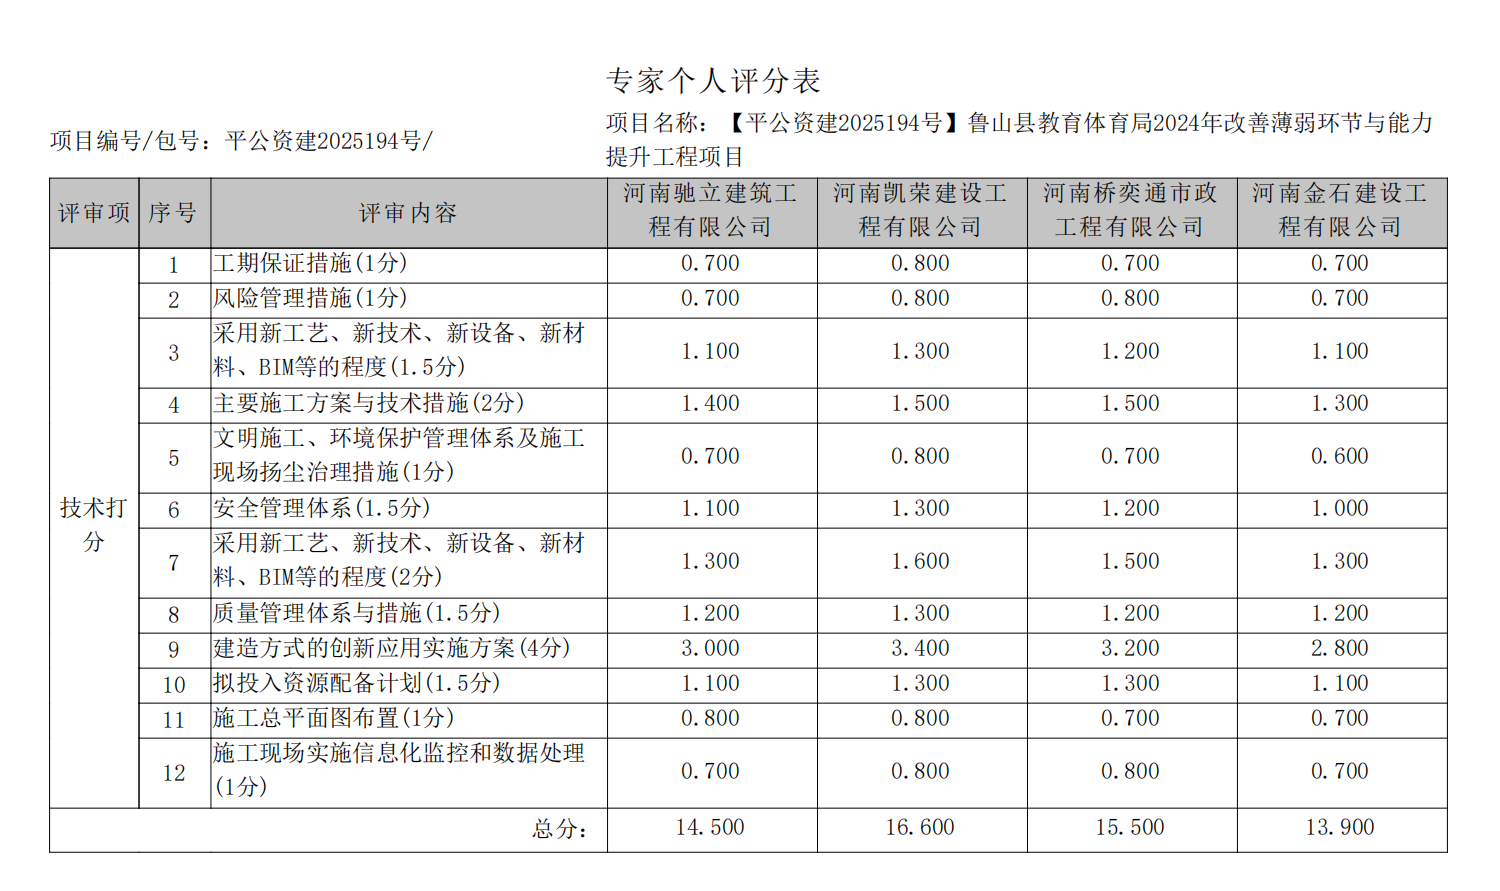 专家个人评分表
项目编号/包号：平公资建2025194号/
项目名称：【平公资建2025194号】鲁山县教育体育局2024年改善薄弱环节与能力
提升工程项目
评审项 序号 评审内容 河南驰立建筑工 河南凯荣建设工 河南桥奕通市政 河南金石建设工
程有限公司 程有限公司 工程有限公司 程有限公司
技术打
分
1 工期保证措施(1分) 0.700 0.800 0.700 0.700
2 风险管理措施(1分) 0.700 0.800 0.800 0.700
3 采用新工艺、新技术、新设备、新材
料、BIM等的程度(1.5分) 1.100 1.300 1.200 1.100
4 主要施工方案与技术措施(2分) 1.400 1.500 1.500 1.300
5 文明施工、环境保护管理体系及施工
现场扬尘治理措施(1分) 0.700 0.800 0.700 0.600
6 安全管理体系(1.5分) 1.100 1.300 1.200 1.000
7 采用新工艺、新技术、新设备、新材
料、BIM等的程度(2分) 1.300 1.600 1.500 1.300
8 质量管理体系与措施(1.5分) 1.200 1.300 1.200 1.200
9 建造方式的创新应用实施方案(4分) 3.000 3.400 3.200 2.800
10 拟投入资源配备计划(1.5分) 1.100 1.300 1.300 1.100
11 施工总平面图布置(1分) 0.800 0.800 0.700 0.700
12 施工现场实施信息化监控和数据处理
(1分) 0.700 0.800 0.800 0.700
总分： 14.500 16.600 15.500 13.900